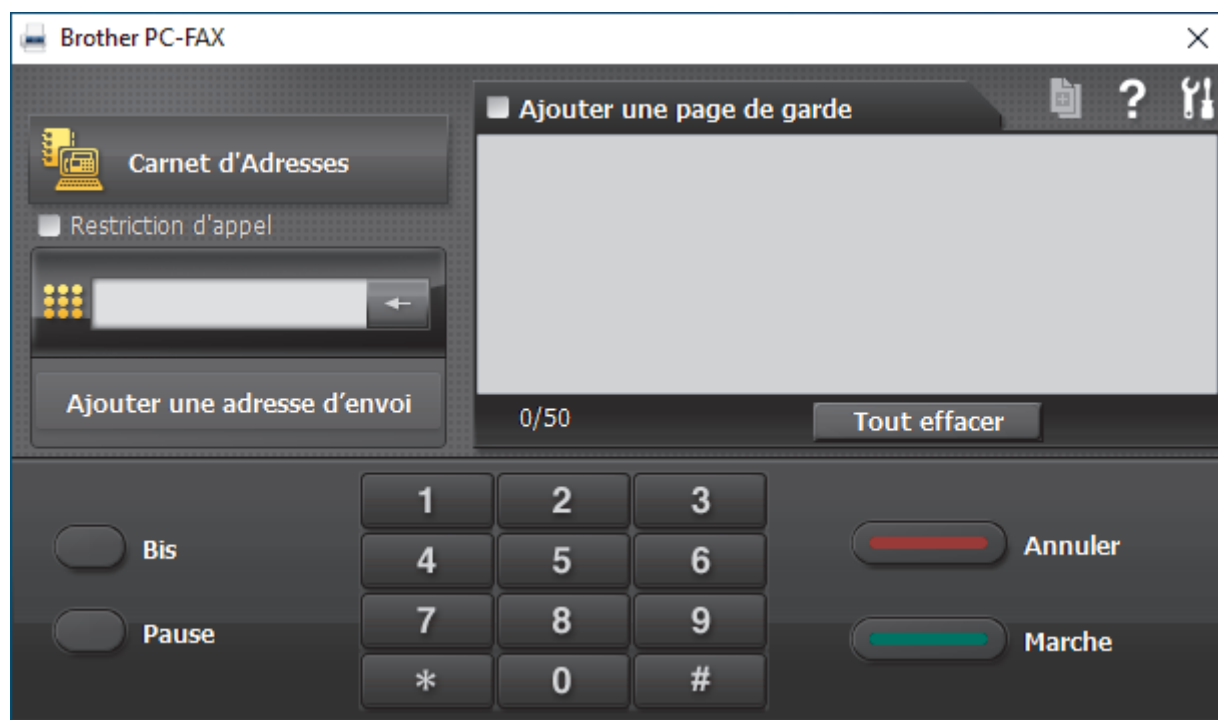 Brother PC-FAX
Ajouter une page de garde
?
Carnet d'Adresses
Restriction d'appel
Ajouter une adresse d’envoi
0/50
Tout effacer
1 2 3
Bis
4 5 6
Annuler
7 8 9
Pause
Marche
* 0 #